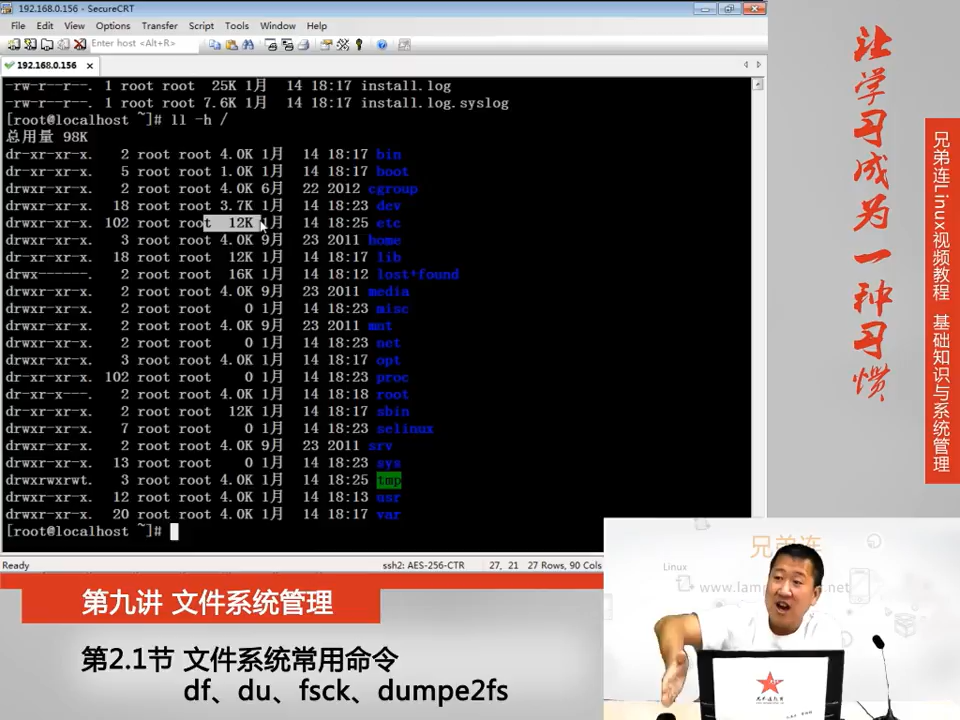 192.168.0.156 - SecureCRT
File Edit View Options Transfer Script Tools Window Help
Enter host <Alt+R>
192.168.0.156
-rw-r--r--. 1 root root 25K 1月 14 18:17 install.log
-rw-r--r--. 1 root root 7.6K 1月 14 18:17 install.log.syslog
[root@localhost ~]# ll -h /
总用量 98K
dr-xr-xr-x. 2 root root 4.0K 1月 14 18:17 bin
dr-xr-xr-x. 5 root root 1.0K 1月 14 18:17 boot
drwxr-xr-x. 2 root root 4.0K 6月 22 2012 cgroup
drwxr-xr-x. 18 root root 3.7K 1月 14 18:23 dev
drwxr-xr-x. 102 root root 12K 1月 14 18:25 etc
drwxr-xr-x. 3 root root 4.0K 9月 23 2011 home
dr-xr-xr-x. 18 root root 12K 1月 14 18:17 lib
drwx------. 2 root root 16K 1月 14 18:12 lost+found
drwxr-xr-x. 2 root root 4.0K 9月 23 2011 media
drwxr-xr-x. 2 root root 0 1月 14 18:23 misc
drwxr-xr-x. 2 root root 4.0K 9月 23 2011 mnt
drwxr-xr-x. 2 root root 0 1月 14 18:23 net
drwxr-xr-x. 3 root root 4.0K 1月 14 18:17 opt
dr-xr-xr-x. 102 root root 0 1月 14 18:23 proc
dr-xr-x---. 2 root root 4.0K 1月 14 18:18 root
dr-xr-xr-x. 2 root root 12K 1月 14 18:17 sbin
drwxr-xr-x. 7 root root 0 1月 14 18:23 selinux
drwxr-xr-x. 2 root root 4.0K 9月 23 2011 srv
drwxr-xr-x. 13 root root 0 1月 14 18:23 sys
drwxrwxrwt. 3 root root 4.0K 1月 14 18:25 tmp
drwxr-xr-x. 12 root root 4.0K 1月 14 18:13 usr
drwxr-xr-x. 20 root root 4.0K 1月 14 18:17 var
[root@localhost ~]#
Ready ssh2: AES-256-CTR 27, 21 27 Rows, 90 Cols
让学习成为一种习惯
兄弟连Linux视频教程 基础知识与系统管理
第九讲 文件系统管理
第2.1节 文件系统常用命令
df、du、fsck、dumpe2fs
兄弟连
Linux